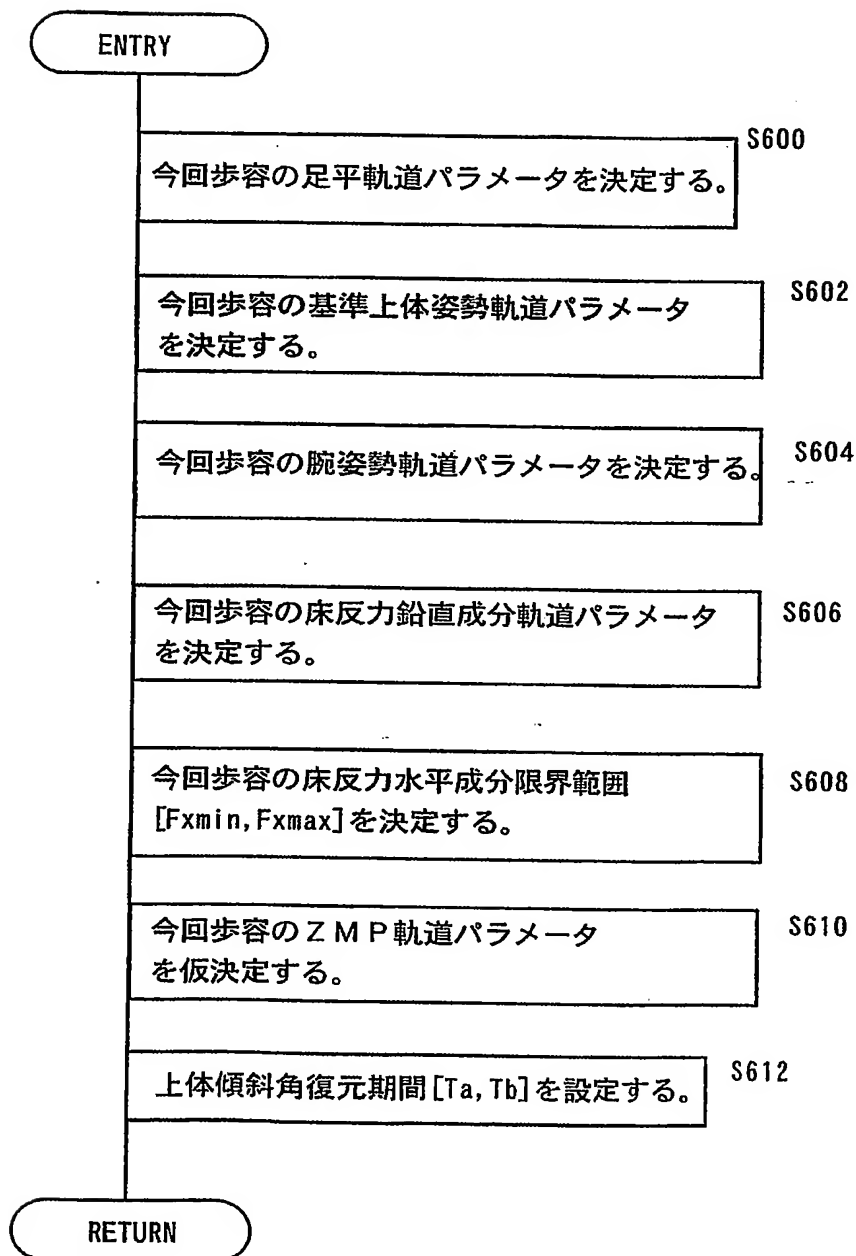 ENTRY
S600
今回歩容の足平軌道パラメータを決定する。
S602
今回歩容の基準上体姿勢軌道パラメータ
を決定する。
S604
今回歩容の腕姿勢軌道パラメータを決定する。
S606
今回歩容の床反力鉛直成分軌道パラメータ
を決定する。
S608
今回歩容の床反力水平成分限界範囲
[Fxmin,Fxmax]を決定する。
S610
今回歩容のZMP軌道パラメータ
を仮決定する。
S612
上体傾斜角復元期間[Ta,Tb]を設定する。
RETURN